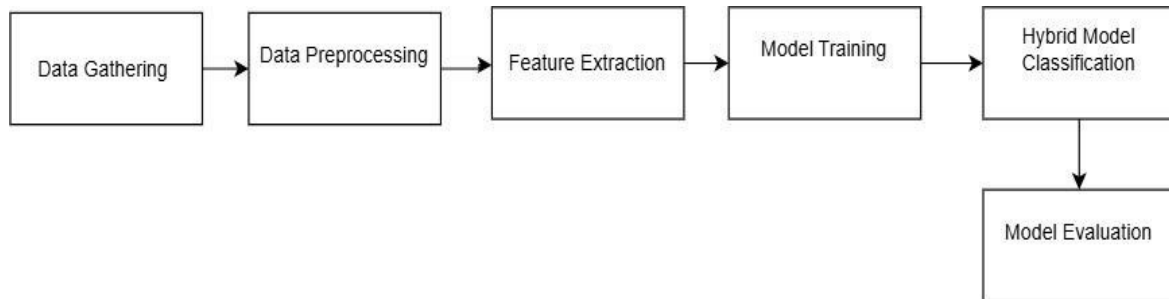 Data Gathering
Data Preprocessing
Feature Extraction
Model Training
Hybrid Model
Classification
Model Evaluation